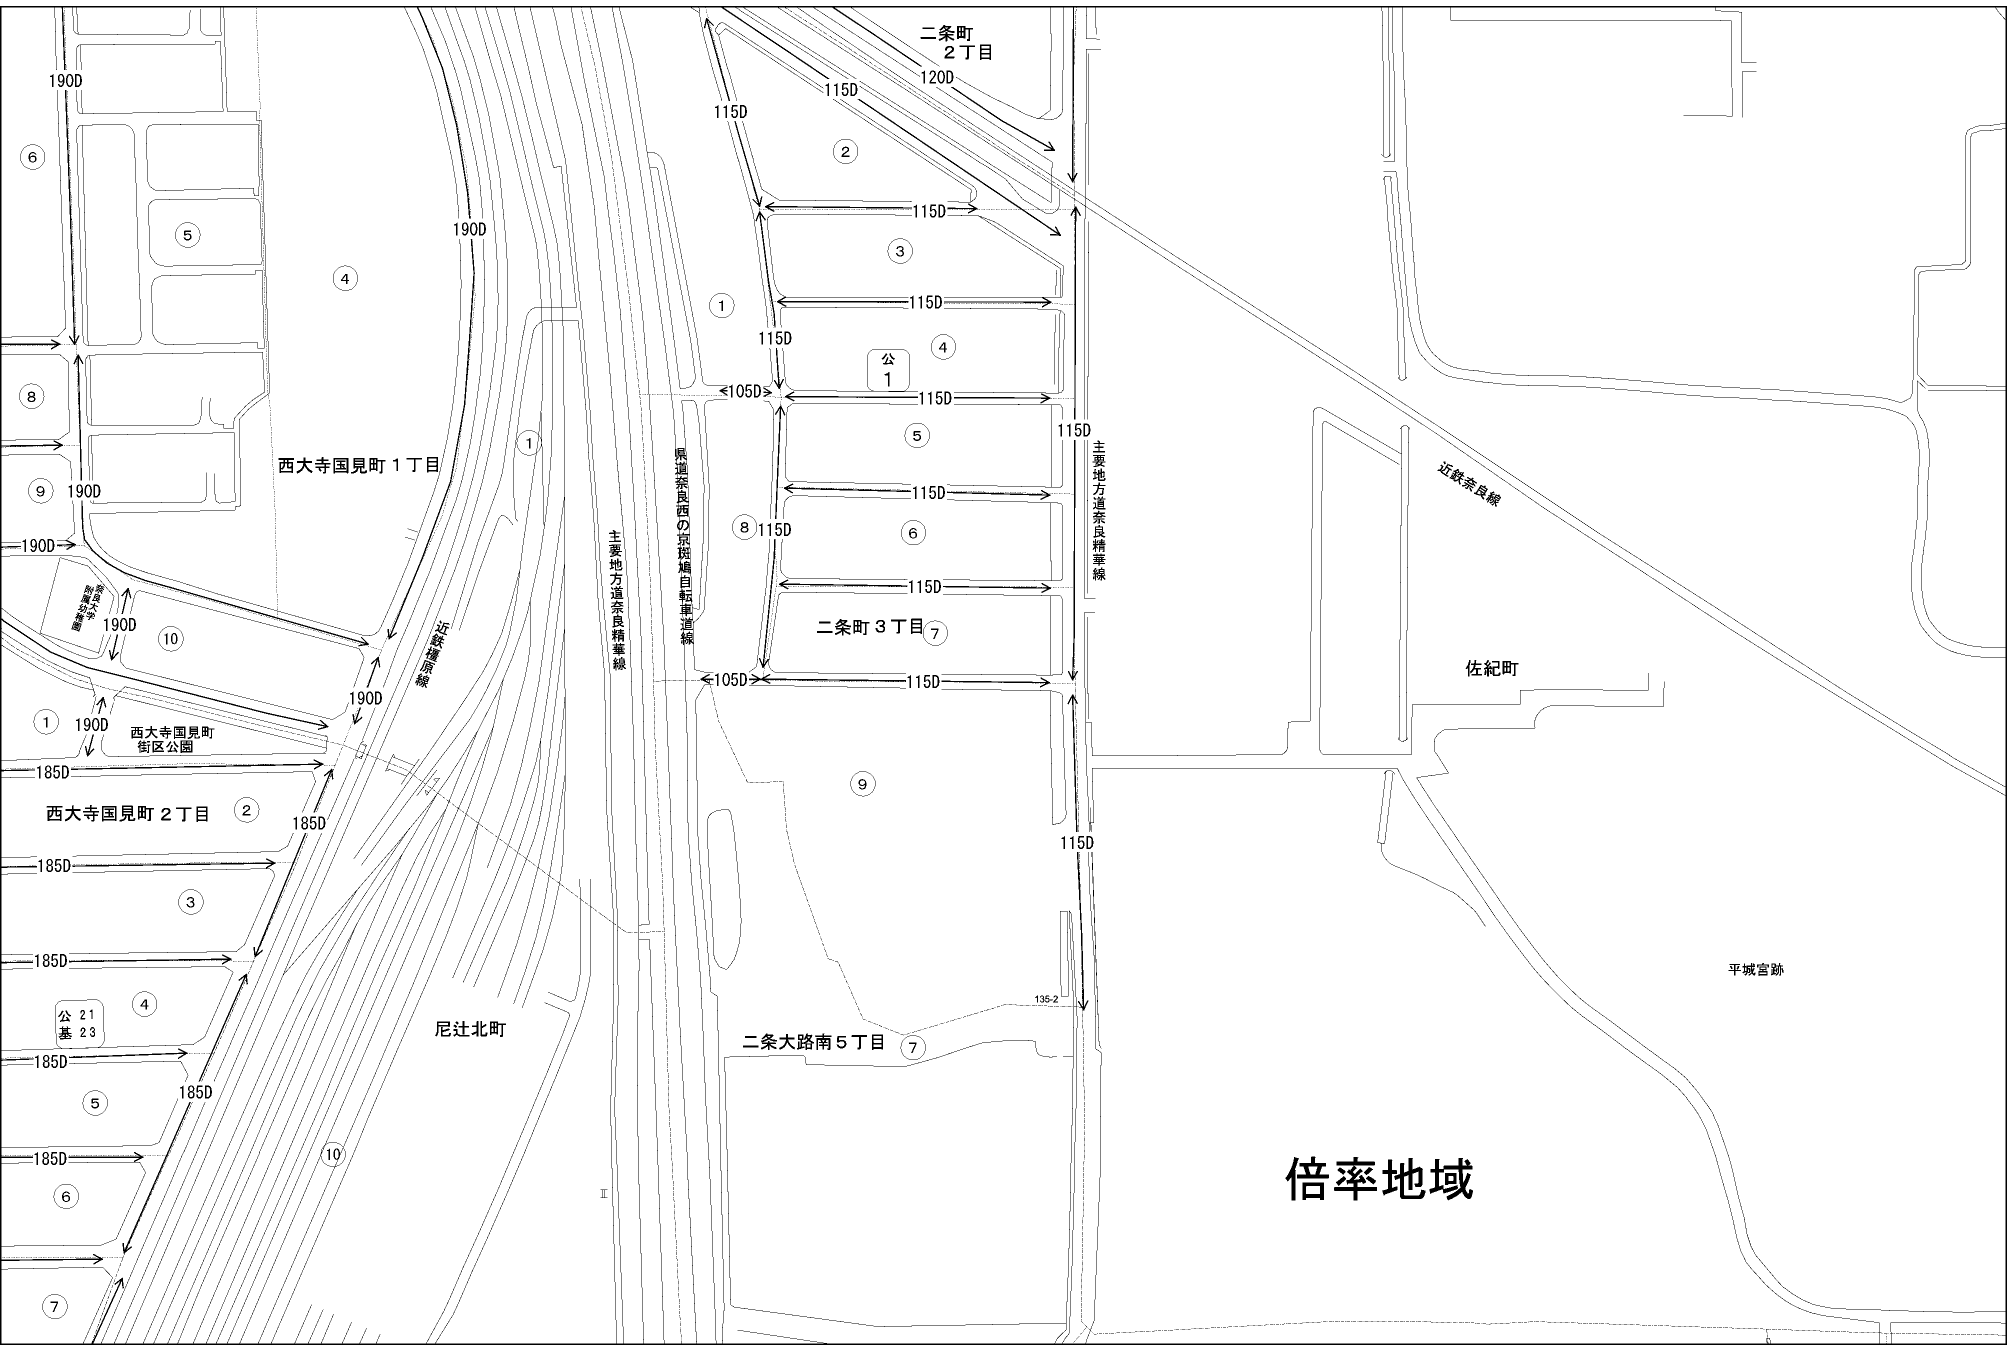 二条町
２丁目
190D
120D
115D
115D
②
⑥
115D
190D
⑤
③
④
①
115D
115D
④
公
1
105D
⑧
115D
115D
⑤
①
主要地方道奈良精華線
県道奈良西の京斑鳩自転車道線
西大寺国見町１丁目
近鉄奈良線
⑨
190D
115D
⑧
115D
⑥
主要地方道奈良精華線
190D
115D
奈良大学
附属幼稚園
190D
⑩
近鉄橿原線
二条町３丁目
⑦
佐紀町
105D
115D
190D
①
190D
西大寺国見町
街区公園
185D
⑨
西大寺国見町２丁目
②
185D
115D
185D
③
185D
平城宮跡
135-2
④
公 21
基 23
尼辻北町
二条大路南５丁目
⑦
185D
185D
⑤
⑩
185D
倍率地域
⑥
⑦